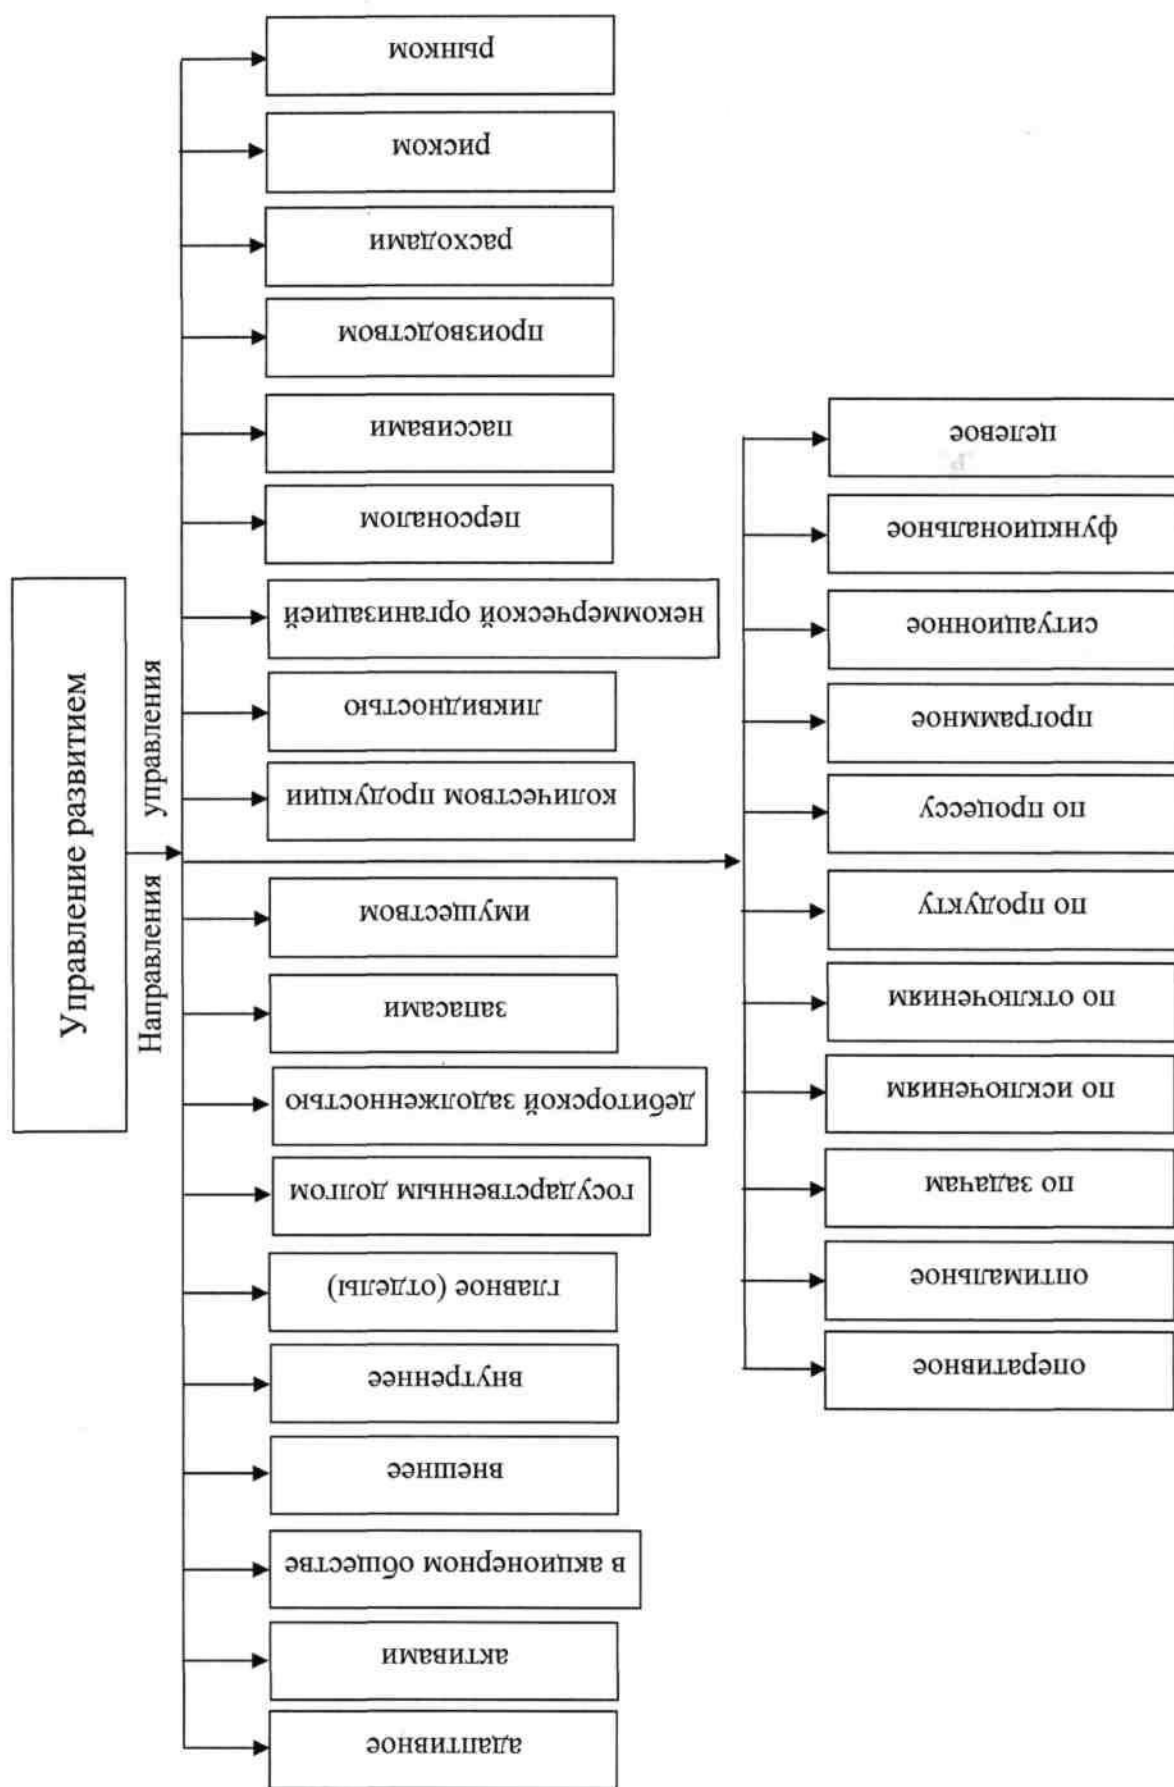 Управление развитием
Направления управления
адаптивное
активами
в акционерном обществе
внешнее
внутреннее
главное (отделы)
государственным долгом
дебиторской задолженностью
запасами
имуществом
количеством продукции
ликвидностью
некоммерческой организацией
персоналом
пассивами
производством
расходами
риском
рынком
оперативное
оптимальное
по задачам
по исключениям
по отключениям
по продукту
по процессу
программное
ситуационное
функциональное
целевое